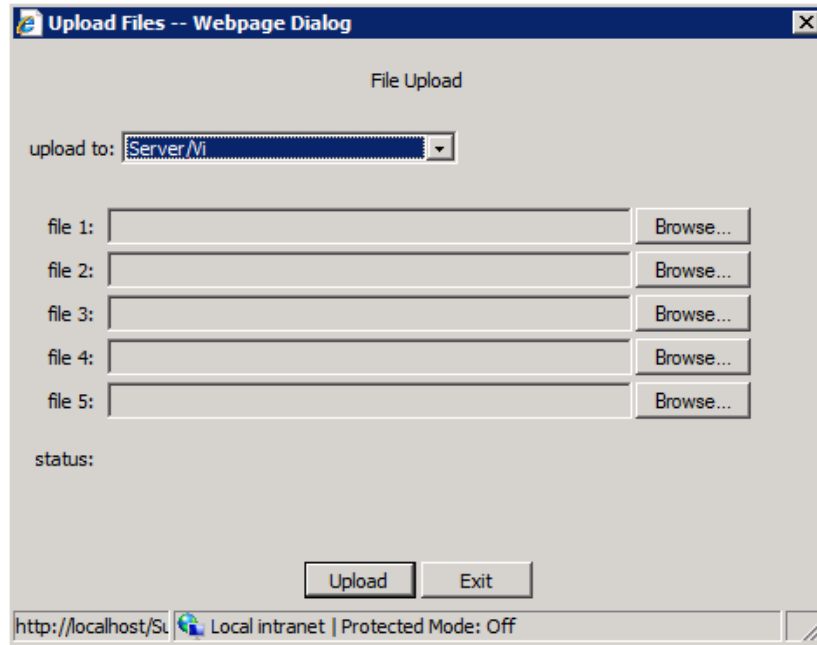 Upload Files -- Webpage Dialog
File Upload
upload to: Server/Vi
file 1: Browse...
file 2: Browse...
file 3: Browse...
file 4: Browse...
file 5: Browse...
status:
Upload Exit
http://localhost/Su Local intranet | Protected Mode: Off